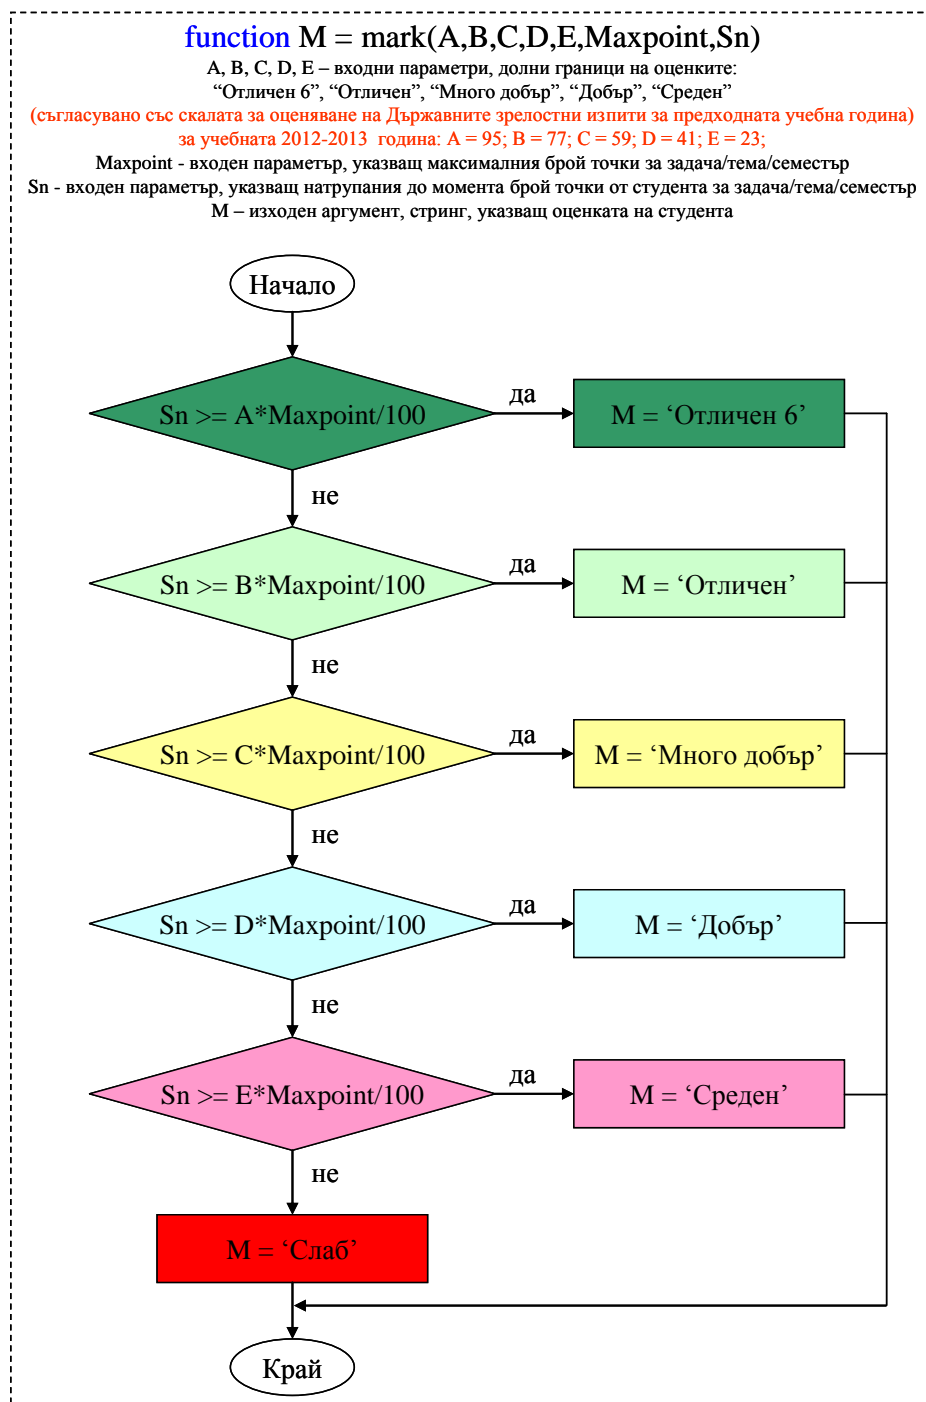 function M = mark(A,B,C,D,E,Maxpoint,Sn)
A, B, C, D, E – входни параметри, долни граници на оценките:
“Отличен 6”, “Отличен”, “Много добър”, “Добър”, “Среден”
(съгласувано със скалата за оценяване на Държавните зрелостни изпити за предходната учебна година)
за учебната 2012-2013 година: A = 95; B = 77; C = 59; D = 41; E = 23;
Maxpoint - входен параметър, указващ максималния брой точки за задача/тема/семестър
Sn - входен параметър, указващ натрупания до момента брой точки от студента за задача/тема/семестър
M – изходен аргумент, стринг, указващ оценката на студента
Начало
Sn >= A*Maxpoint/100
да
M = ‘Отличен 6’
не
Sn >= B*Maxpoint/100
да
M = ‘Отличен’
не
Sn >= C*Maxpoint/100
да
M = ‘Много добър’
не
Sn >= D*Maxpoint/100
да
M = ‘Добър’
не
Sn >= E*Maxpoint/100
да
M = ‘Среден’
не
M = ‘Слаб’
Край